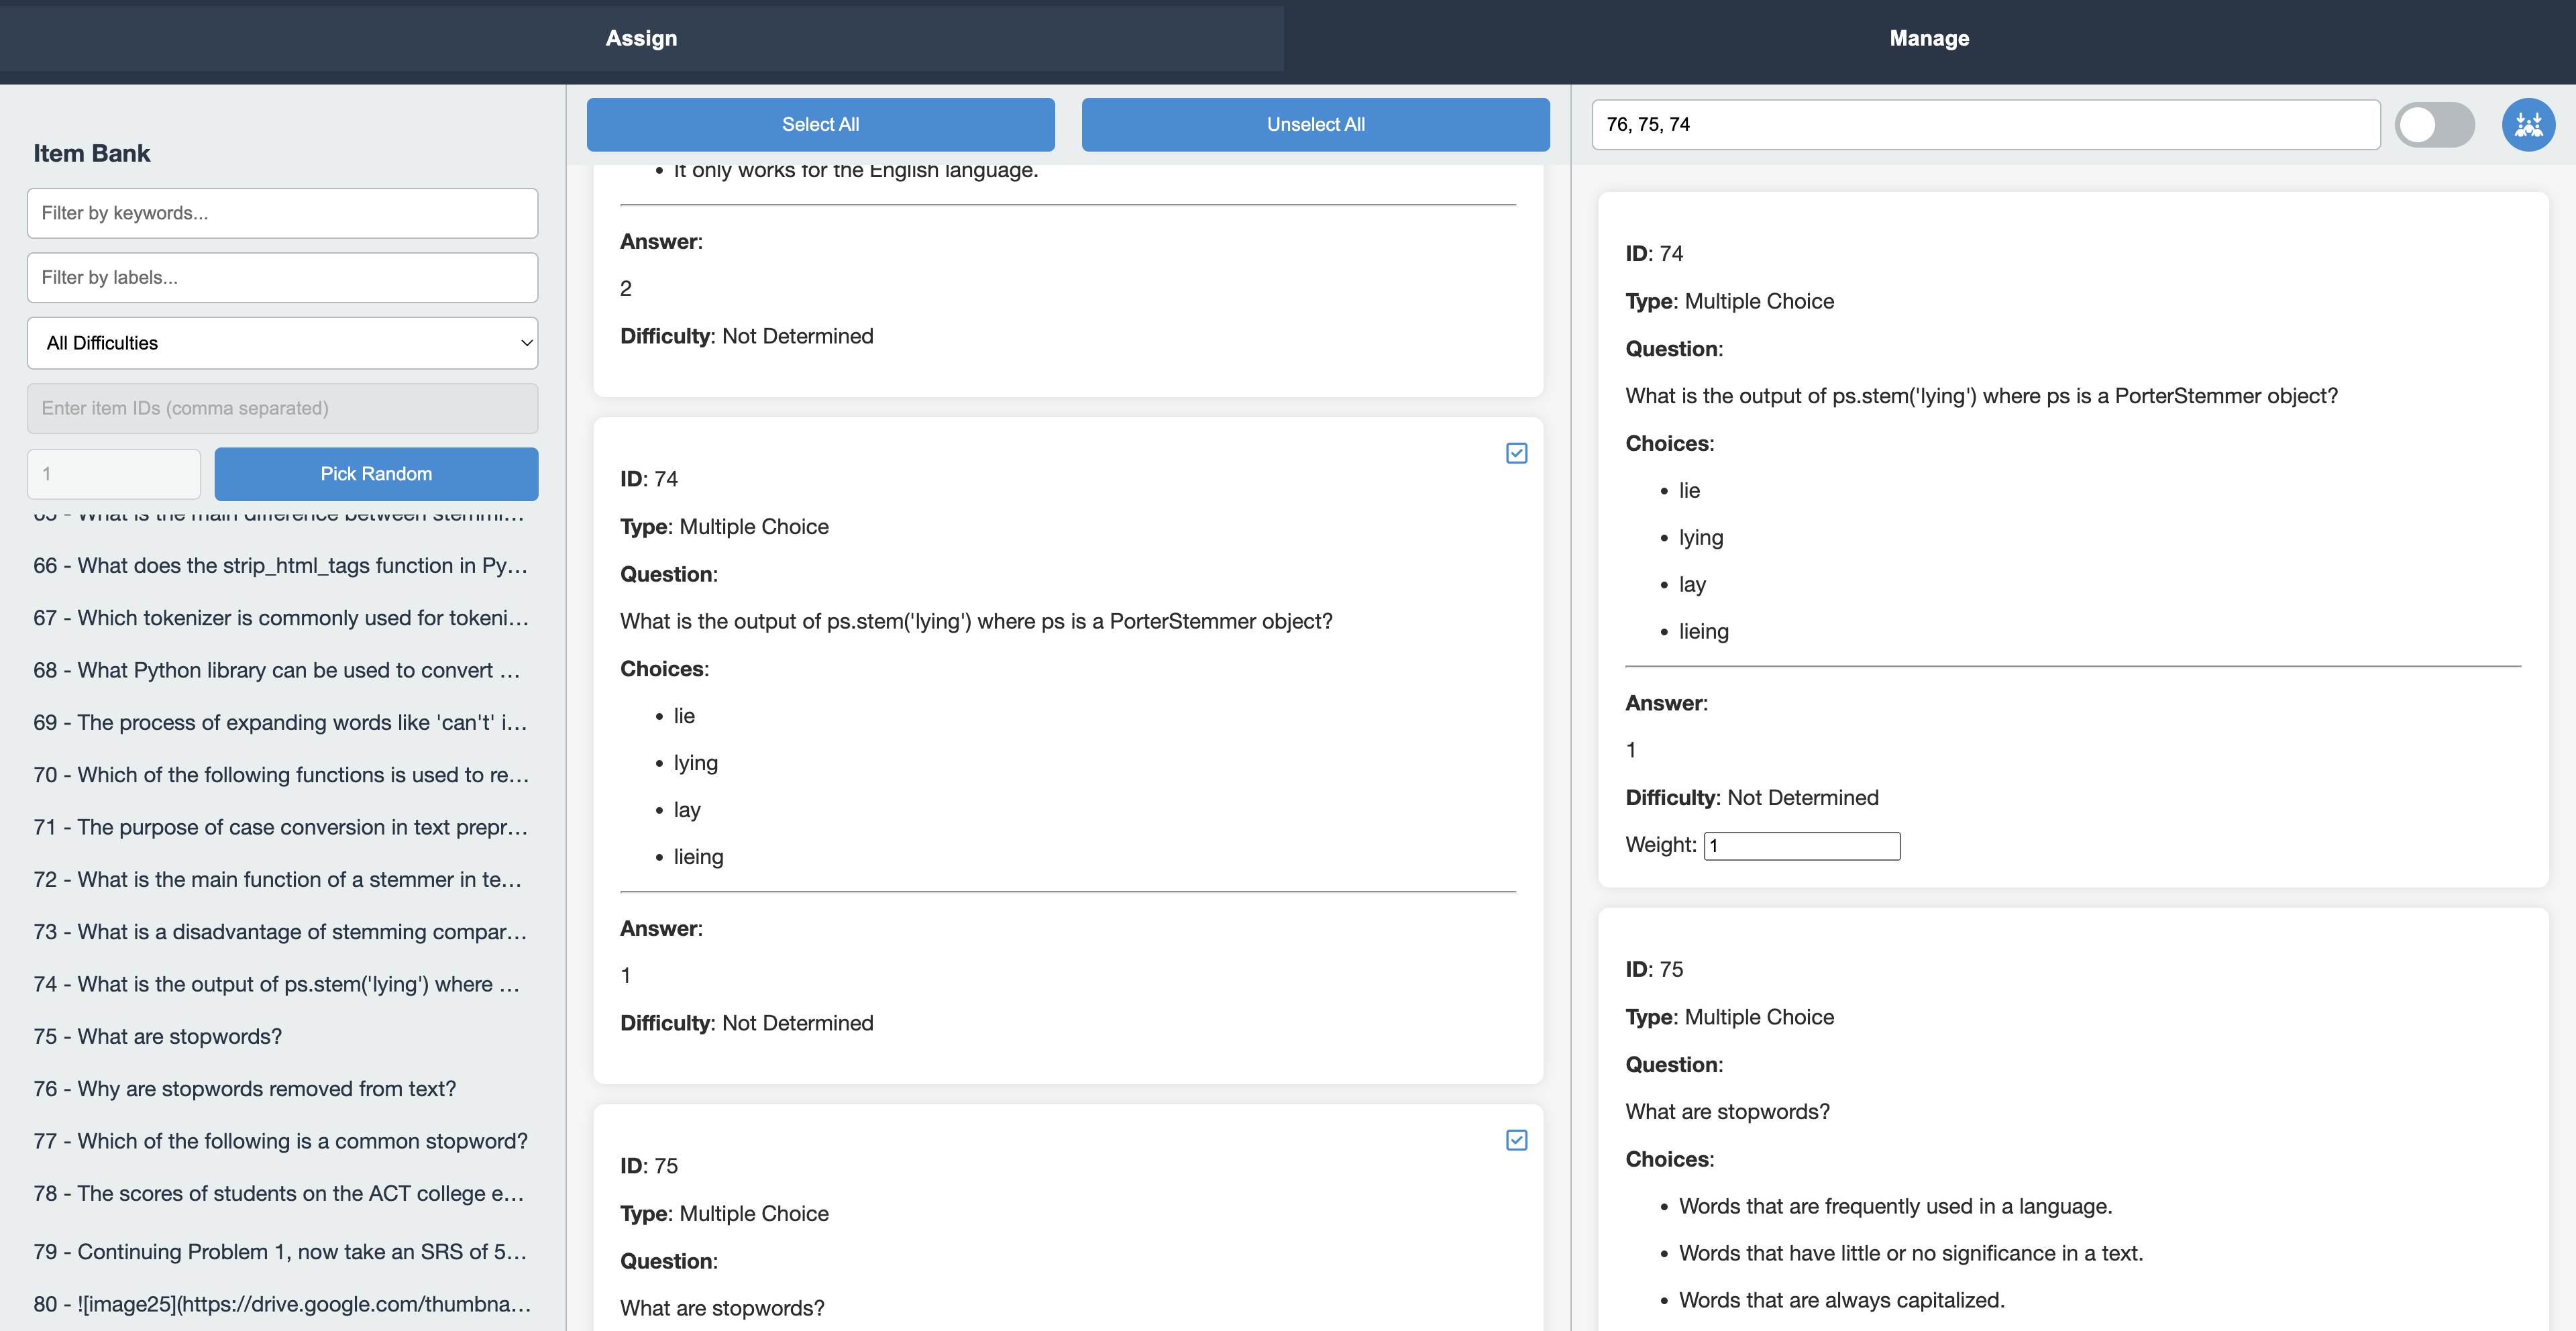 Assign
Manage
Item Bank
Filter by keywords...
Filter by labels...
All Difficulties
Enter item IDs (comma separated)
1
Pick Random
65 - What is the main difference between stemmi...
66 - What does the strip_html_tags function in Py...
67 - Which tokenizer is commonly used for tokeni...
68 - What Python library can be used to convert ...
69 - The process of expanding words like 'can't' i...
70 - Which of the following functions is used to re...
71 - The purpose of case conversion in text prepr...
72 - What is the main function of a stemmer in te...
73 - What is a disadvantage of stemming compar...
74 - What is the output of ps.stem('lying') where ...
75 - What are stopwords?
76 - Why are stopwords removed from text?
77 - Which of the following is a common stopword?
78 - The scores of students on the ACT college e...
79 - Continuing Problem 1, now take an SRS of 5...
80 - ![image25](https://drive.google.com/thumbna...
Select All
Unselect All
• It only works for the English language.
Answer:
2
Difficulty: Not Determined
ID: 74
Type: Multiple Choice
Question:
What is the output of ps.stem('lying') where ps is a PorterStemmer object?
Choices:
• lie
• lying
• lay
• lieing
Answer:
1
Difficulty: Not Determined
ID: 75
Type: Multiple Choice
Question:
What are stopwords?
76, 75, 74
ID: 74
Type: Multiple Choice
Question:
What is the output of ps.stem('lying') where ps is a PorterStemmer object?
Choices:
• lie
• lying
• lay
• lieing
Answer:
1
Difficulty: Not Determined
Weight: 1
ID: 75
Type: Multiple Choice
Question:
What are stopwords?
Choices:
• Words that are frequently used in a language.
• Words that have little or no significance in a text.
• Words that are always capitalized.